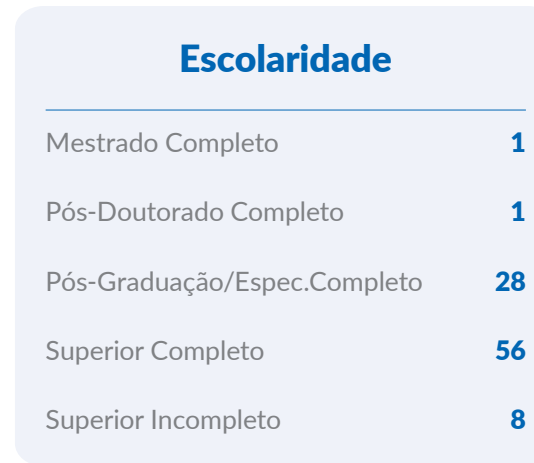 Escolaridade
Mestrado Completo 1
Pós-Doutorado Completo 1
Pós-Graduação/Espec.Completo 28
Superior Completo 56
Superior Incompleto 8